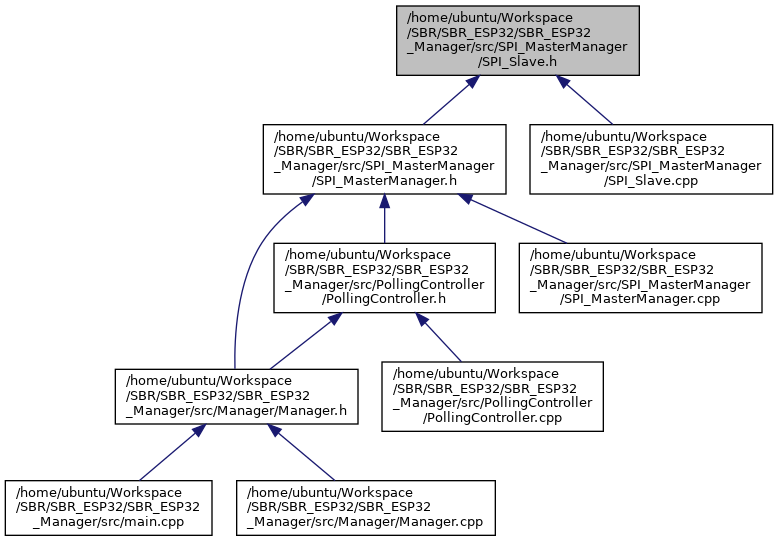 /home/ubuntu/Workspace
/SBR/SBR_ESP32/SBR_ESP32
_Manager/src/SPI_MasterManager
/SPI_Slave.h
/home/ubuntu/Workspace
/SBR/SBR_ESP32/SBR_ESP32
_Manager/src/SPI_MasterManager
/SPI_MasterManager.h
/home/ubuntu/Workspace
/SBR/SBR_ESP32/SBR_ESP32
_Manager/src/SPI_MasterManager
/SPI_Slave.cpp
/home/ubuntu/Workspace
/SBR/SBR_ESP32/SBR_ESP32
_Manager/src/PollingController
/PollingController.h
/home/ubuntu/Workspace
/SBR/SBR_ESP32/SBR_ESP32
_Manager/src/SPI_MasterManager
/SPI_MasterManager.cpp
/home/ubuntu/Workspace
/SBR/SBR_ESP32/SBR_ESP32
_Manager/src/Manager/Manager.h
/home/ubuntu/Workspace
/SBR/SBR_ESP32/SBR_ESP32
_Manager/src/PollingController
/PollingController.cpp
/home/ubuntu/Workspace
/SBR/SBR_ESP32/SBR_ESP32
_Manager/src/main.cpp
/home/ubuntu/Workspace
/SBR/SBR_ESP32/SBR_ESP32
_Manager/src/Manager/Manager.cpp